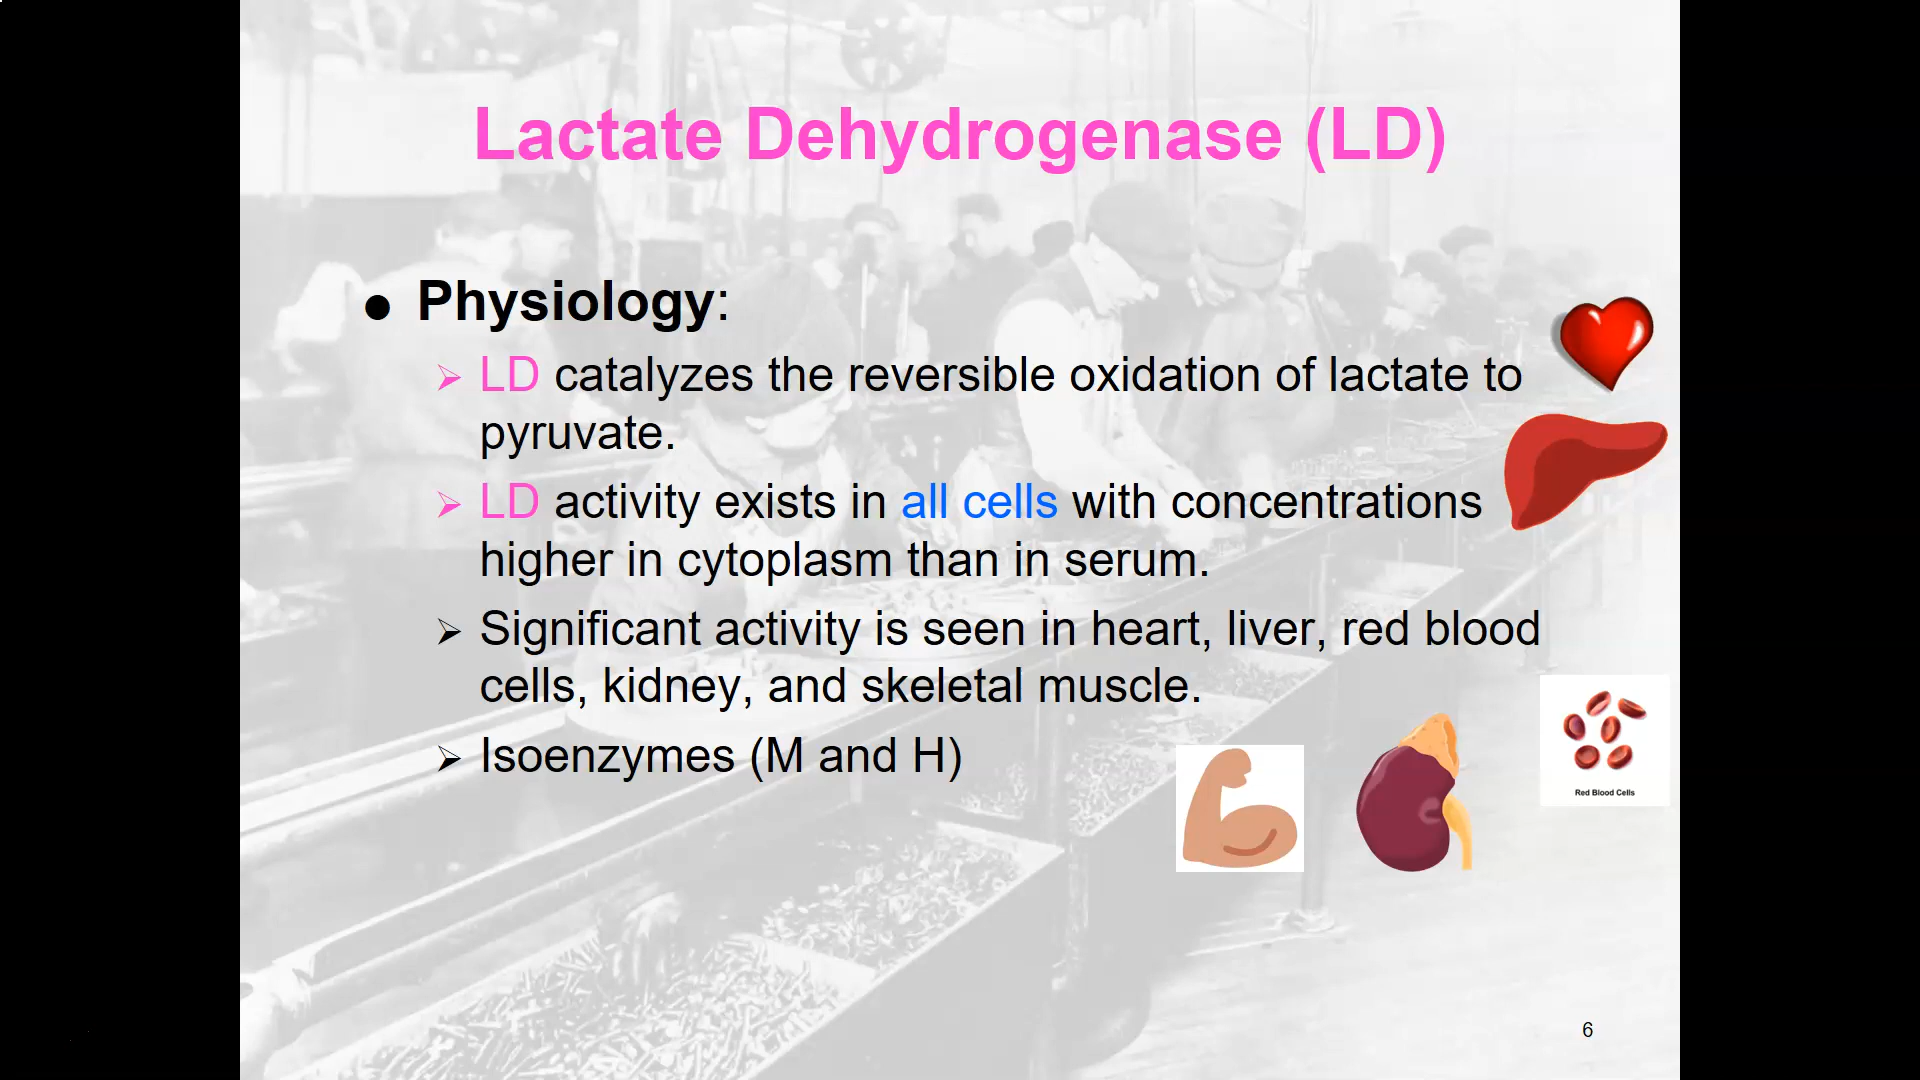 Lactate Dehydrogenase (LD)
● Physiology:
➢ LD catalyzes the reversible oxidation of lactate to
pyruvate.
➢ LD activity exists in all cells with concentrations
higher in cytoplasm than in serum.
➢ Significant activity is seen in heart, liver, red blood
cells, kidney, and skeletal muscle.
➢ Isoenzymes (M and H)
Red Blood Cells
6